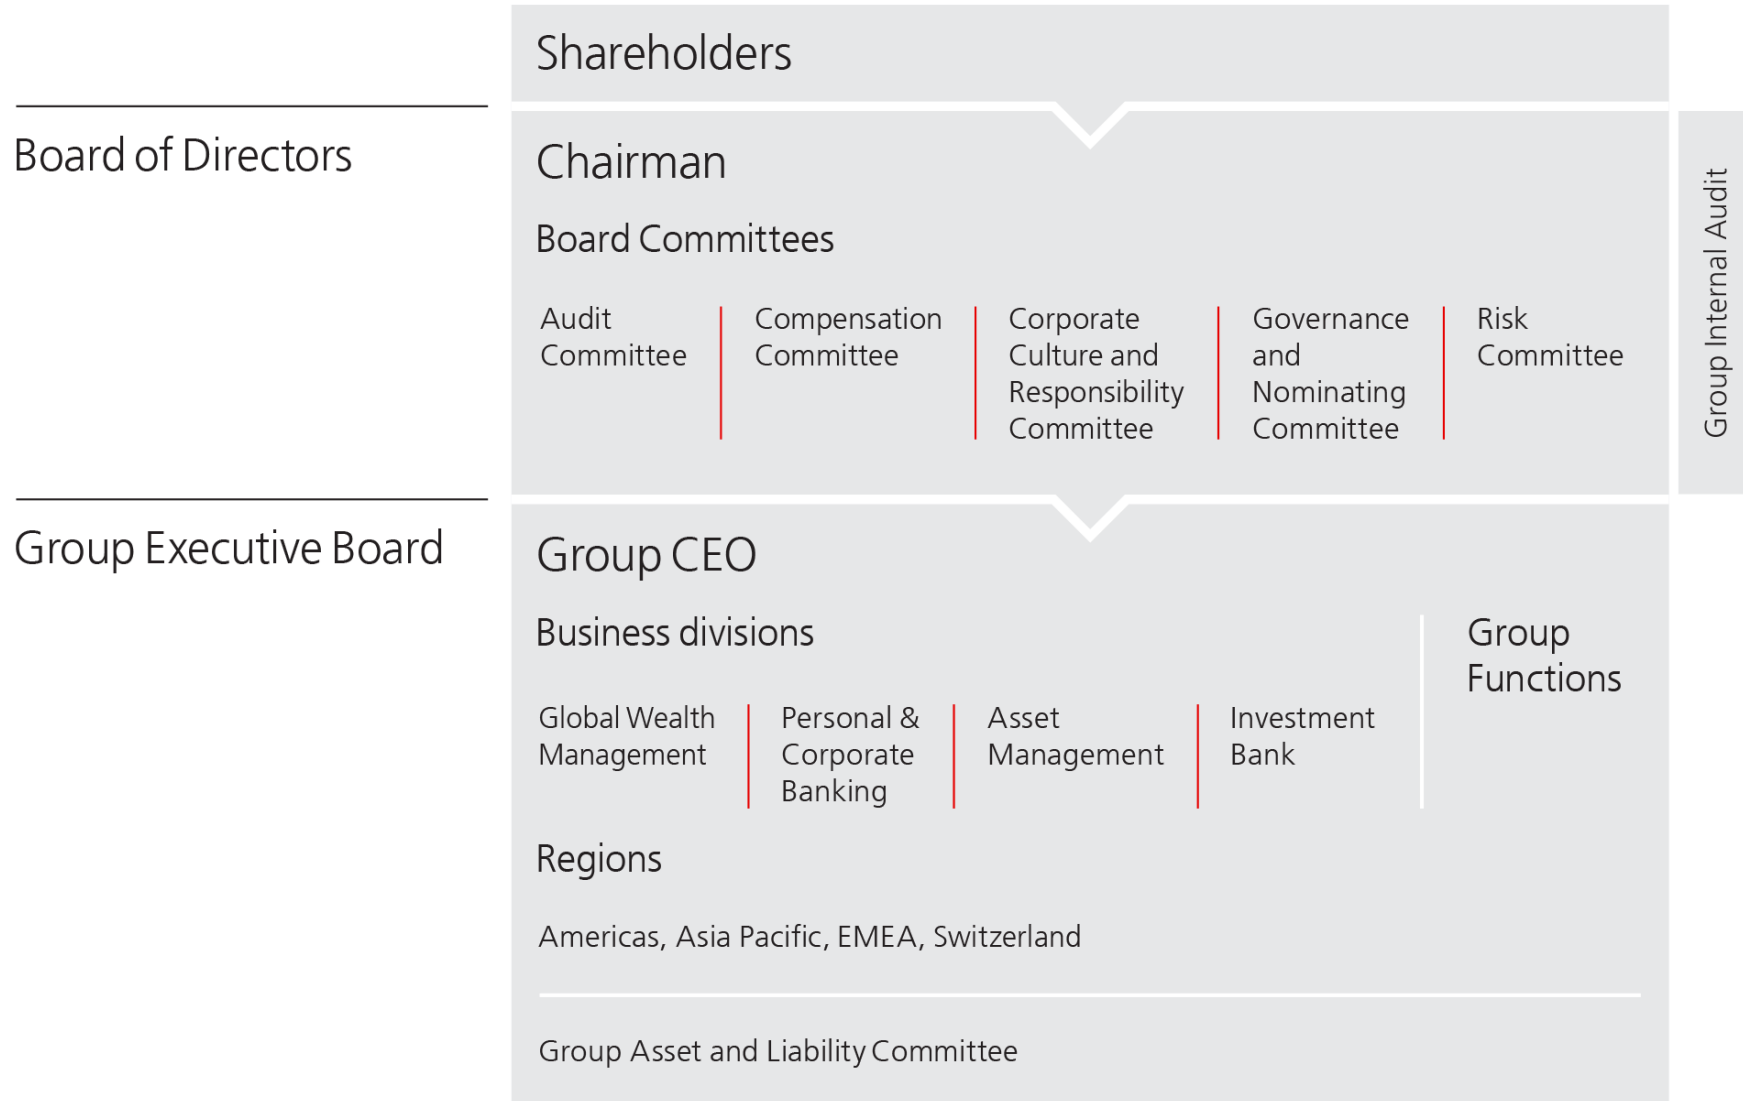 Shareholders
Board of Directors
Chairman
Board Committees
Audit
Committee
Compensation
Committee
Corporate
Culture and
Responsibility
Committee
Governance
and
Nominating
Committee
Risk
Committee
Group Internal Audit
Group Executive Board
Group CEO
Business divisions
Global Wealth
Management
Personal &
Corporate
Banking
Asset
Management
Investment
Bank
Group
Functions
Regions
Americas, Asia Pacific, EMEA, Switzerland
Group Asset and Liability Committee